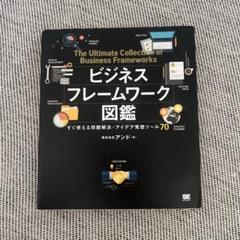 The Ultimate Collection of
Business Frameworks
ビジネス
フレームワーク
図鑑
すぐ使える問題解決・アイデア発想ツール70
株式会社アンド(著)
SE